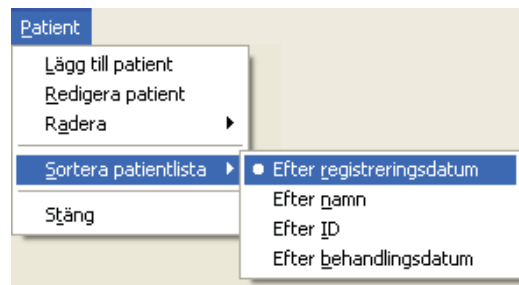 Patient
Lägg till patient
Redigera patient
Radera
Sortera patientlista
Efter registreringsdatum
Efter namn
Efter ID
Efter behandlingsdatum
Stäng